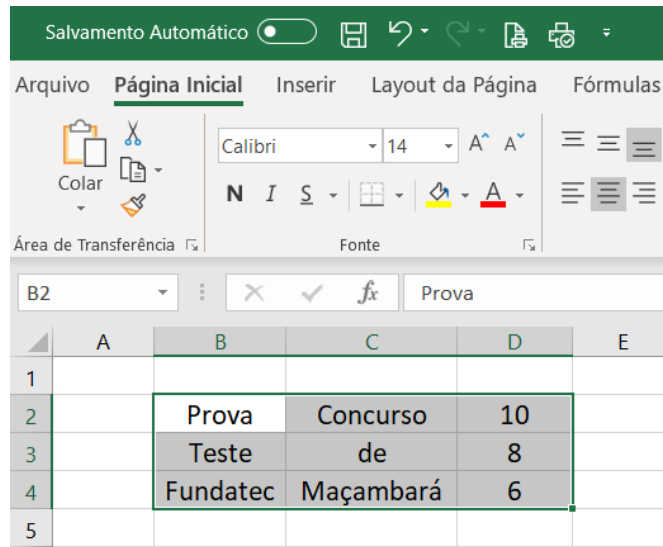 Salvamento Automático
Arquivo Página Inicial Inserir Layout da Página Fórmulas
Colar
Calibri 14 A A
N I S A
Área de Transferência Fonte
B2 fx Prova
A B C D E
1
2 Prova Concurso 10
3 Teste de 8
4 Fundatec Maçambará 6
5